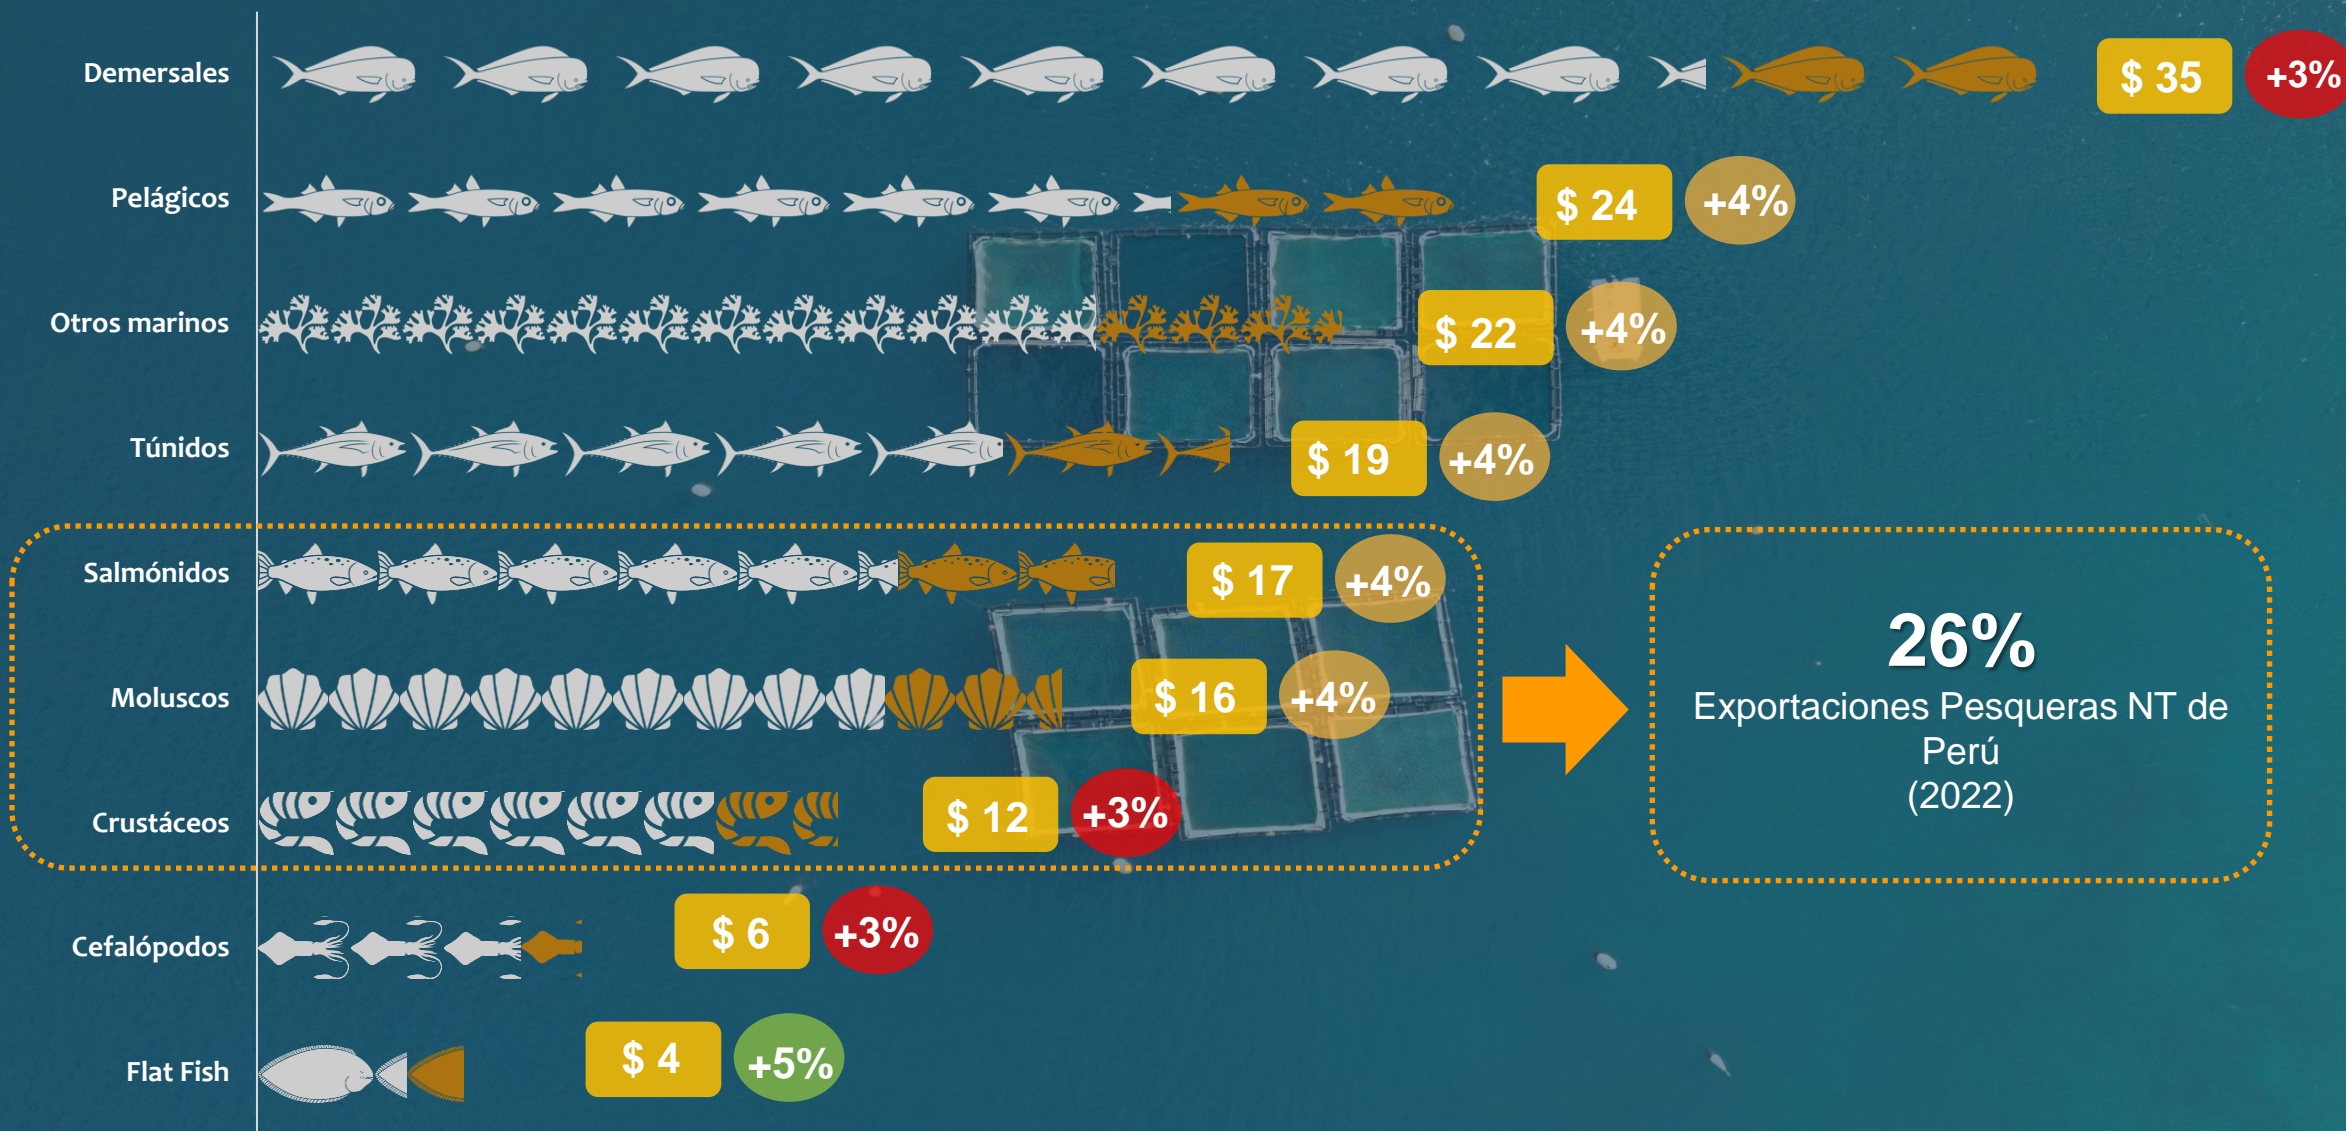 Demersales
$ 35
+3%
Pelágicos
$ 24
+4%
Otros marinos
$ 22
+4%
Túnidos
$ 19
+4%
Salmónidos
$ 17
+4%
Moluscos
$ 16
+4%
Crustáceos
$ 12
+3%
26%
Exportaciones Pesqueras NT de
Perú
(2022)
Cefalópodos
$ 6
+3%
Flat Fish
$ 4
+5%